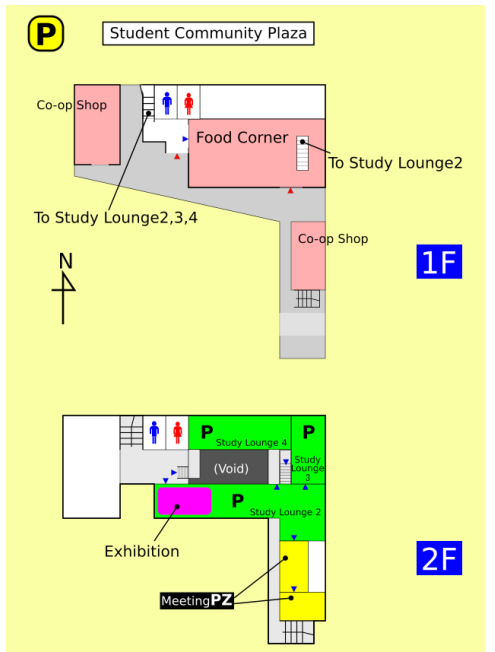 P
Student Community Plaza
Co-op Shop
Food Corner
To Study Lounge2
To Study Lounge2,3,4
Co-op Shop
N
1F
P
Study Lounge 4
P
Study
Lounge
3
(Void)
P
Study Lounge 2
Exhibition
2F
MeetingPZ